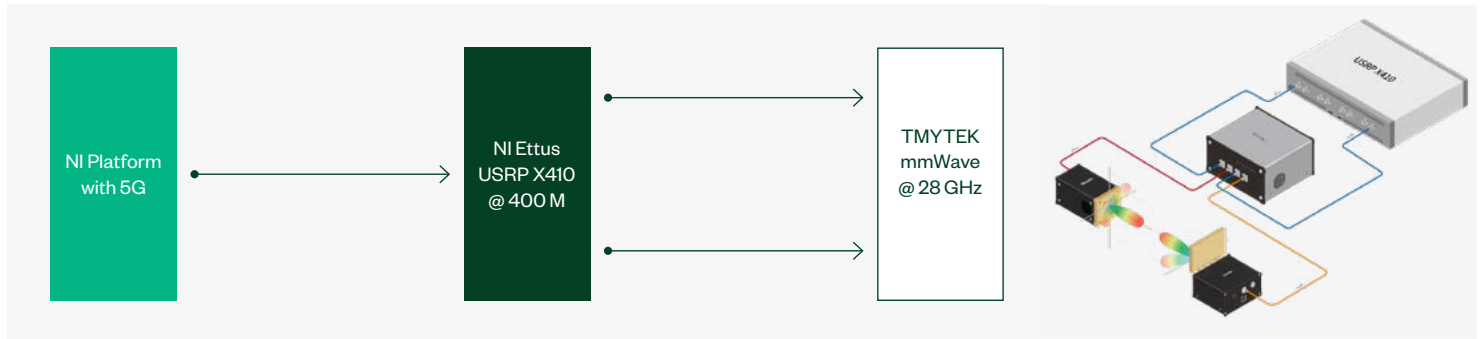 NI Platform
with 5G
NI Ettus
USRP X410
@ 400 M
TMYTEK
mmWave
@ 28 GHz
USRP X410